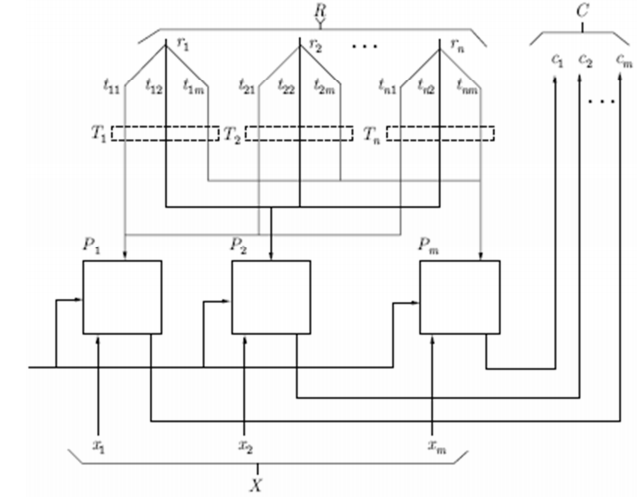 R
C
r₁ r₂ ... rₙ
c₁ c₂ cₘ
t₁₁ t₁₂ t₁ₘ t₂₁ t₂₂ t₂ₘ tₙ₁ tₙ₂ tₙₘ
...
T₁ T₂ Tₙ
P₁ P₂ Pₘ
x₁ x₂ xₘ
X